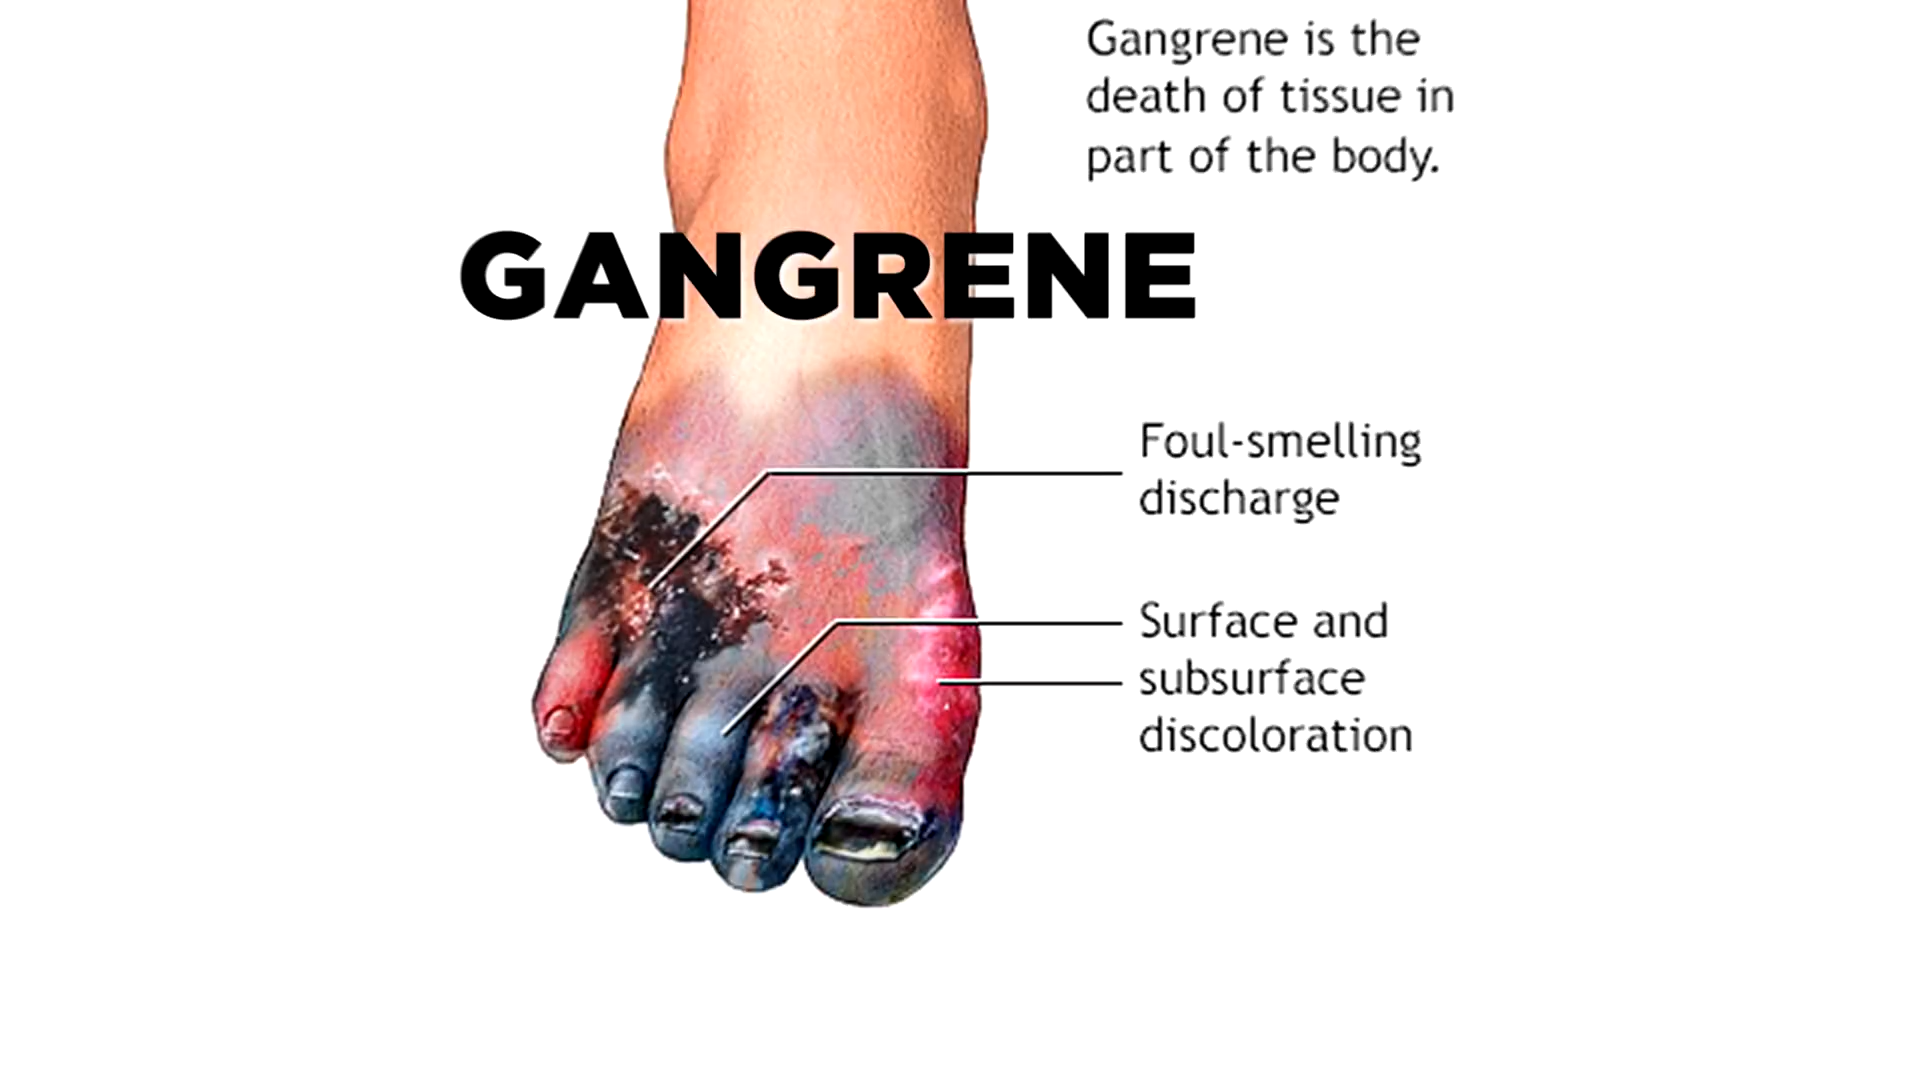 Gangrene is the
death of tissue in
part of the body.
GANGRENE
Foul-smelling
discharge
Surface and
subsurface
discoloration